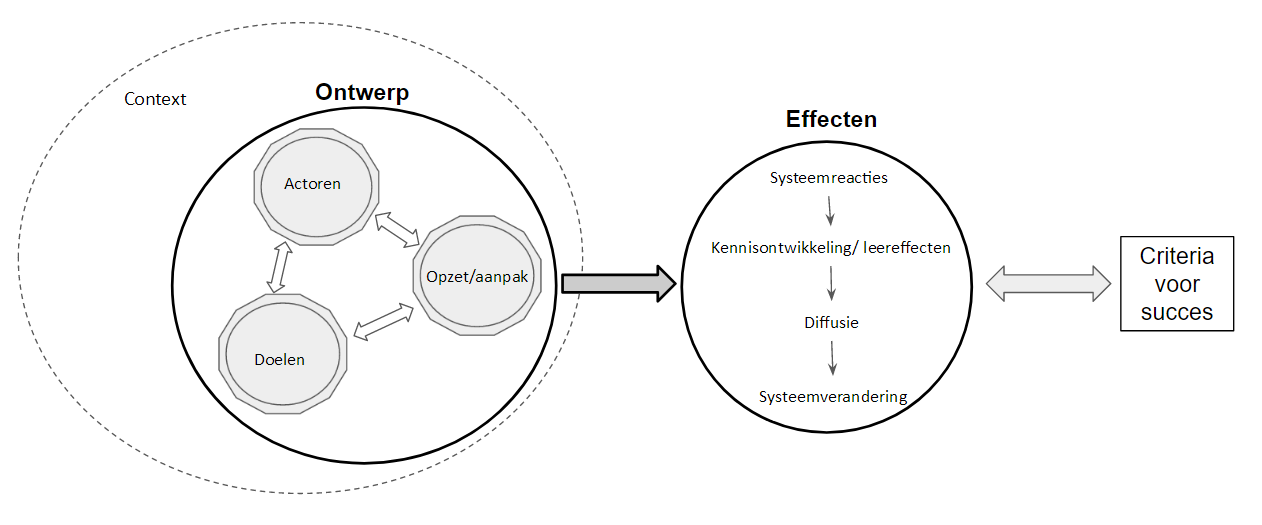 Context
Ontwerp
Actoren
Opzet/aanpak
Doelen
Effecten
Systeemreacties
Kennisontwikkeling/ leereffecten
Diffusie
Systeemverandering
Criteria
voor
succes